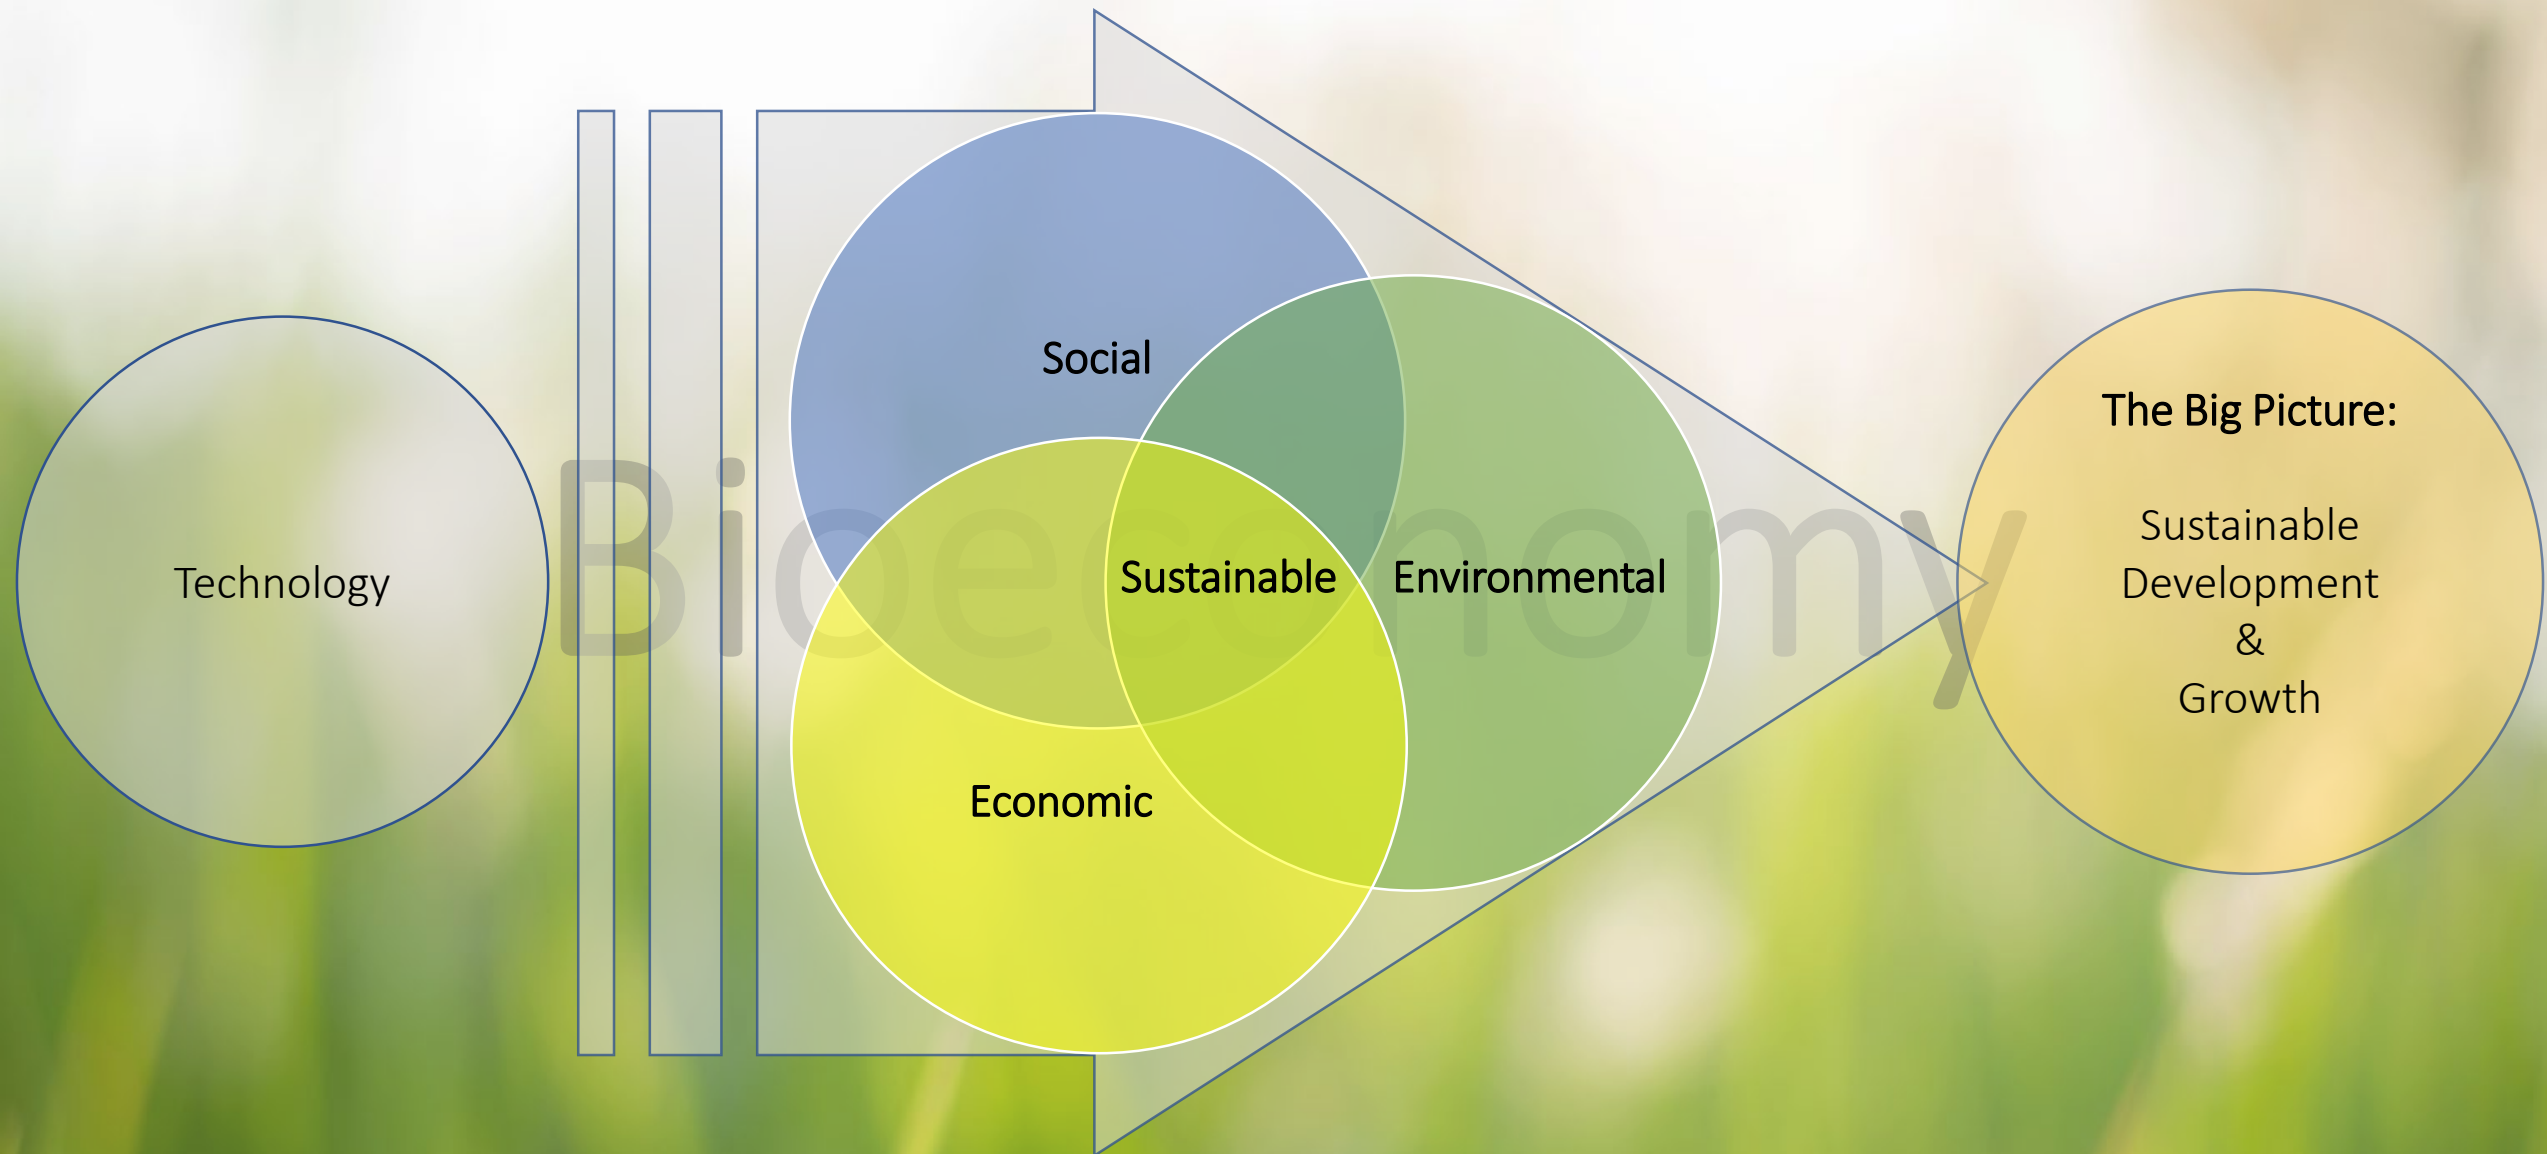 Technology
Bioeconomy
Social
Sustainable
Environmental
Economic
The Big Picture:
Sustainable
Development
&
Growth